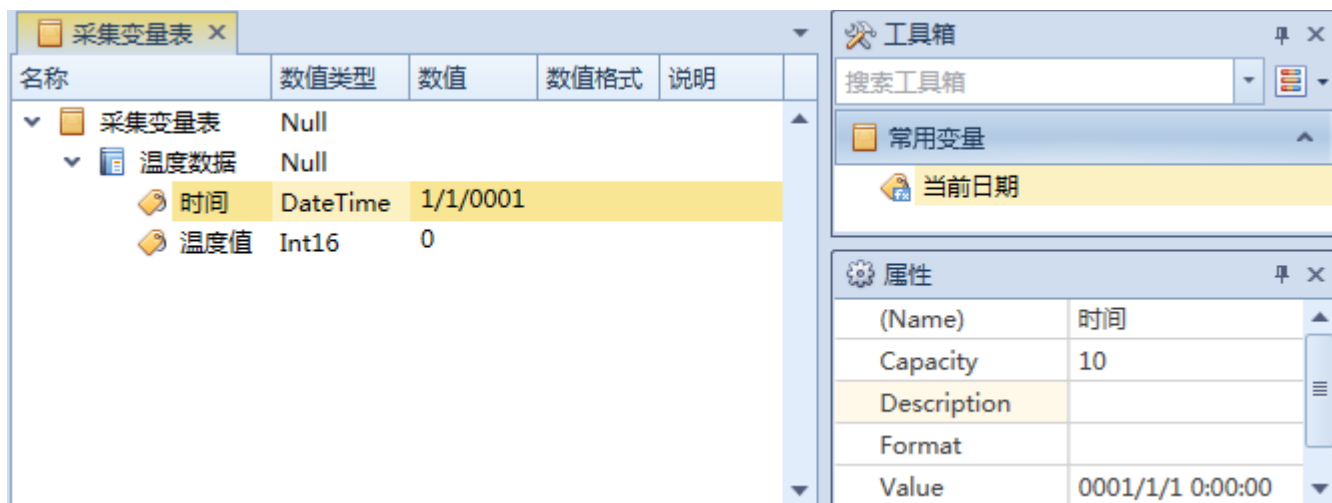 采集变量表
名称 数值类型 数值 数值格式 说明
采集变量表 Null
温度数据 Null
时间 DateTime 1/1/0001
温度值 Int16 0
工具箱
搜索工具箱
常用变量
当前日期
属性
(Name) 时间
Capacity 10
Description
Format
Value 0001/1/1 0:00:00